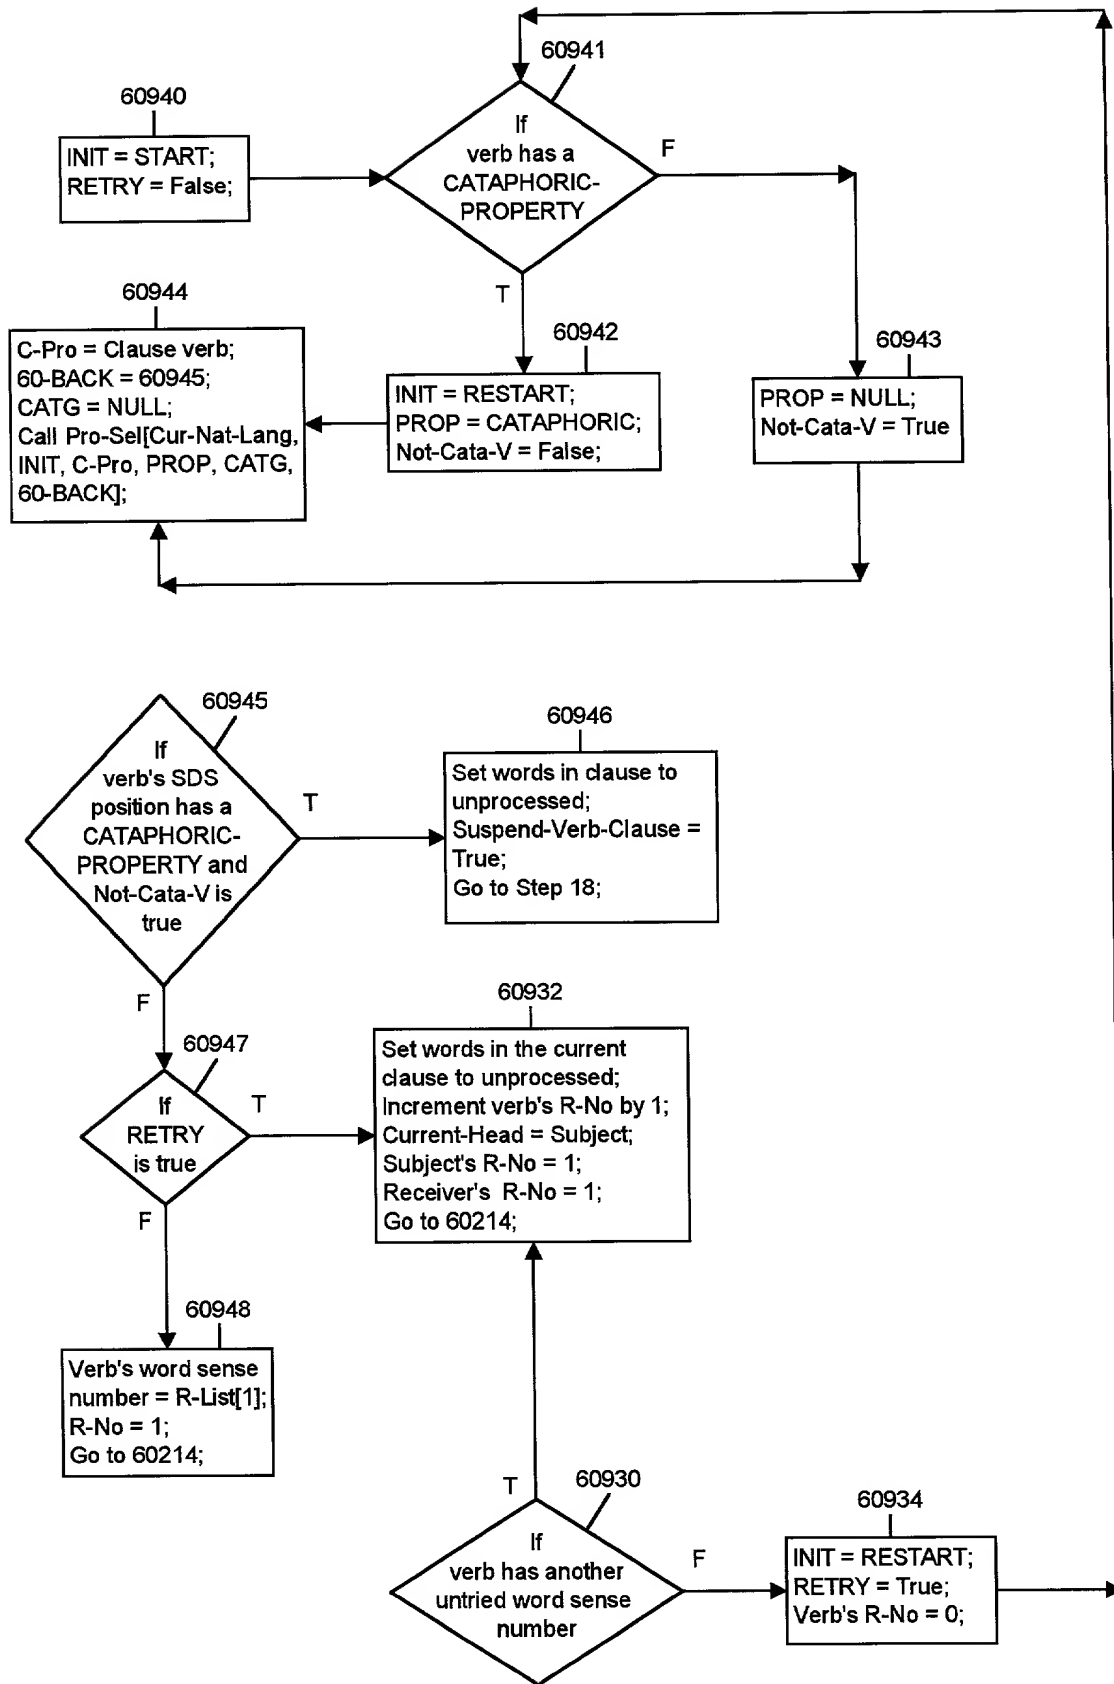 60941
60940
INIT = START;
RETRY = False;
If
verb has a
CATAPHORIC-
PROPERTY
F
T
60944
C-Pro = Clause verb;
60-BACK = 60945;
CATG = NULL;
Call Pro-Sel[Cur-Nat-Lang,
INIT, C-Pro, PROP, CATG,
60-BACK];
60942
INIT = RESTART;
PROP = CATAPHORIC;
Not-Cata-V = False;
60943
PROP = NULL;
Not-Cata-V = True
60945
If
verb's SDS
position has a
CATAPHORIC-
PROPERTY and
Not-Cata-V is
true
T
F
60946
Set words in clause to
unprocessed;
Suspend-Verb-Clause =
True;
Go to Step 18;
60947
If
RETRY
is true
T
F
60932
Set words in the current
clause to unprocessed;
Increment verb's R-No by 1;
Current-Head = Subject;
Subject's R-No = 1;
Receiver's R-No = 1;
Go to 60214;
60948
Verb's word sense
number = R-List[1];
R-No = 1;
Go to 60214;
60930
T
If
verb has another
untried word sense
number
F
60934
INIT = RESTART;
RETRY = True;
Verb's R-No = 0;